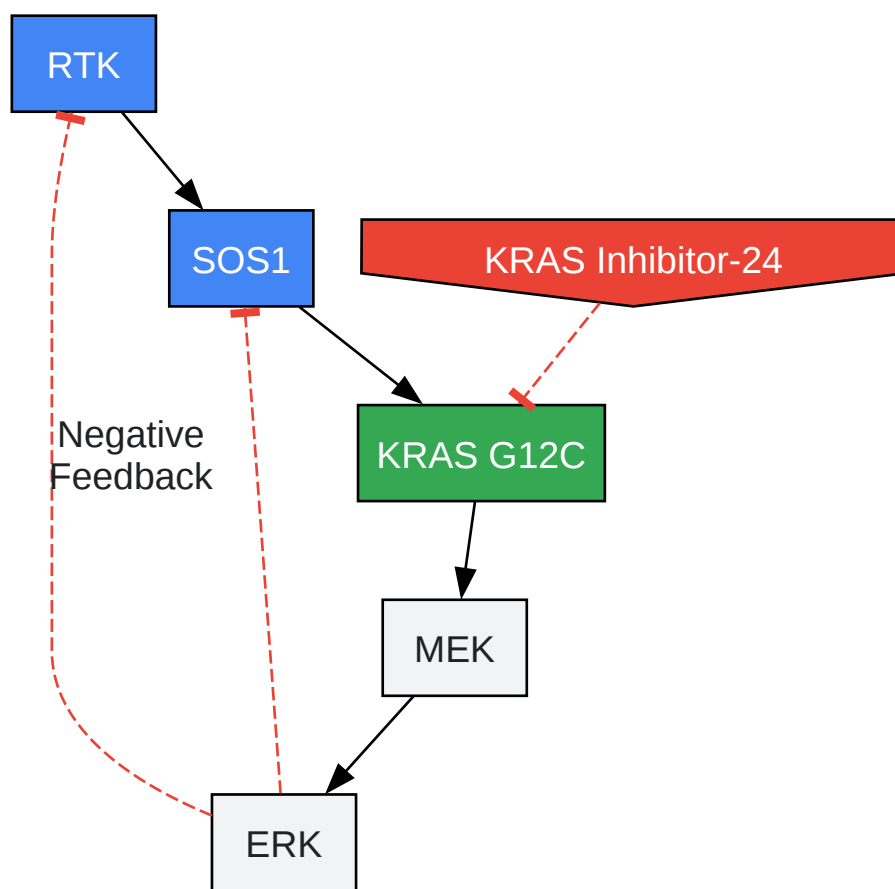 RTK
SOS1
KRAS Inhibitor-24
Negative
Feedback
KRAS G12C
MEK
ERK